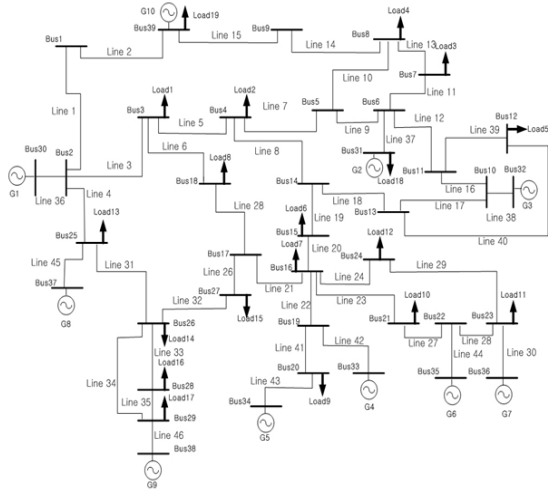 G10
Bus39
Load19
Line 15
Bus9
Line 14
Bus8
Load4
Line 13
Load3
Bus7
Bus1
Line 2
Line 10
Line 11
Line 1
Bus3
Load1
Load2
Bus4
Line 7
Bus5
Bus6
Line 12
Bus12
Load5
Line 5
Line 9
Line 37
Line 39
Line 6
Line 8
Bus31
G2
Load18
Bus30
Bus2
Line 3
Load8
Bus11
Bus10
Bus32
G1
Line 36
Line 4
Bus18
Bus14
Line 18
Line 16
Line 17
G3
Line 38
Load13
Line 28
Load6
Line 19
Bus13
Line 40
Bus25
Bus15
Load12
Load7
Line 20
Bus24
Line 45
Line 31
Bus17
Bus16
Line 24
Line 29
Line 26
Line 21
Bus37
Bus27
Line 22
Line 23
G8
Line 32
Load15
Load10
Load11
Bus26
Load14
Bus19
Bus21
Bus22
Bus23
Line 33
Line 27
Line 28
Load16
Line 41
Line 42
Line 44
Line 30
Line 34
Bus28
Bus20
Bus33
Bus35
Bus36
Line 35
Load17
Line 43
Bus29
Bus34
Load9
G4
G6
G7
Line 46
G5
Bus38
G9